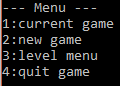 --- Menu ---
1:current game
2:new game
3:level menu
4:quit game